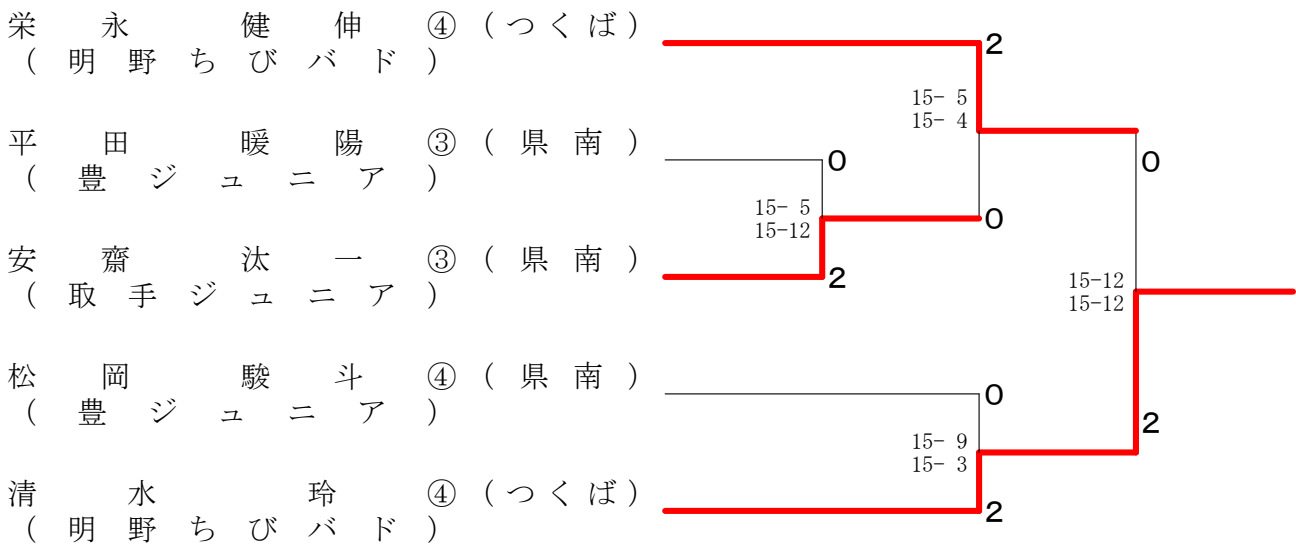 栄永健伸④(つくば)
(明野ちびバド)
2
15- 5
15- 4
平田暖陽③(県南)
(豊ジュニア)
0
0
15- 5
15-12
0
安齋汰一③(県南)
(取手ジュニア)
2
15-12
15-12
松岡駿斗④(県南)
(豊ジュニア)
0
2
15- 9
15- 3
清水玲④(つくば)
(明野ちびバド)
2